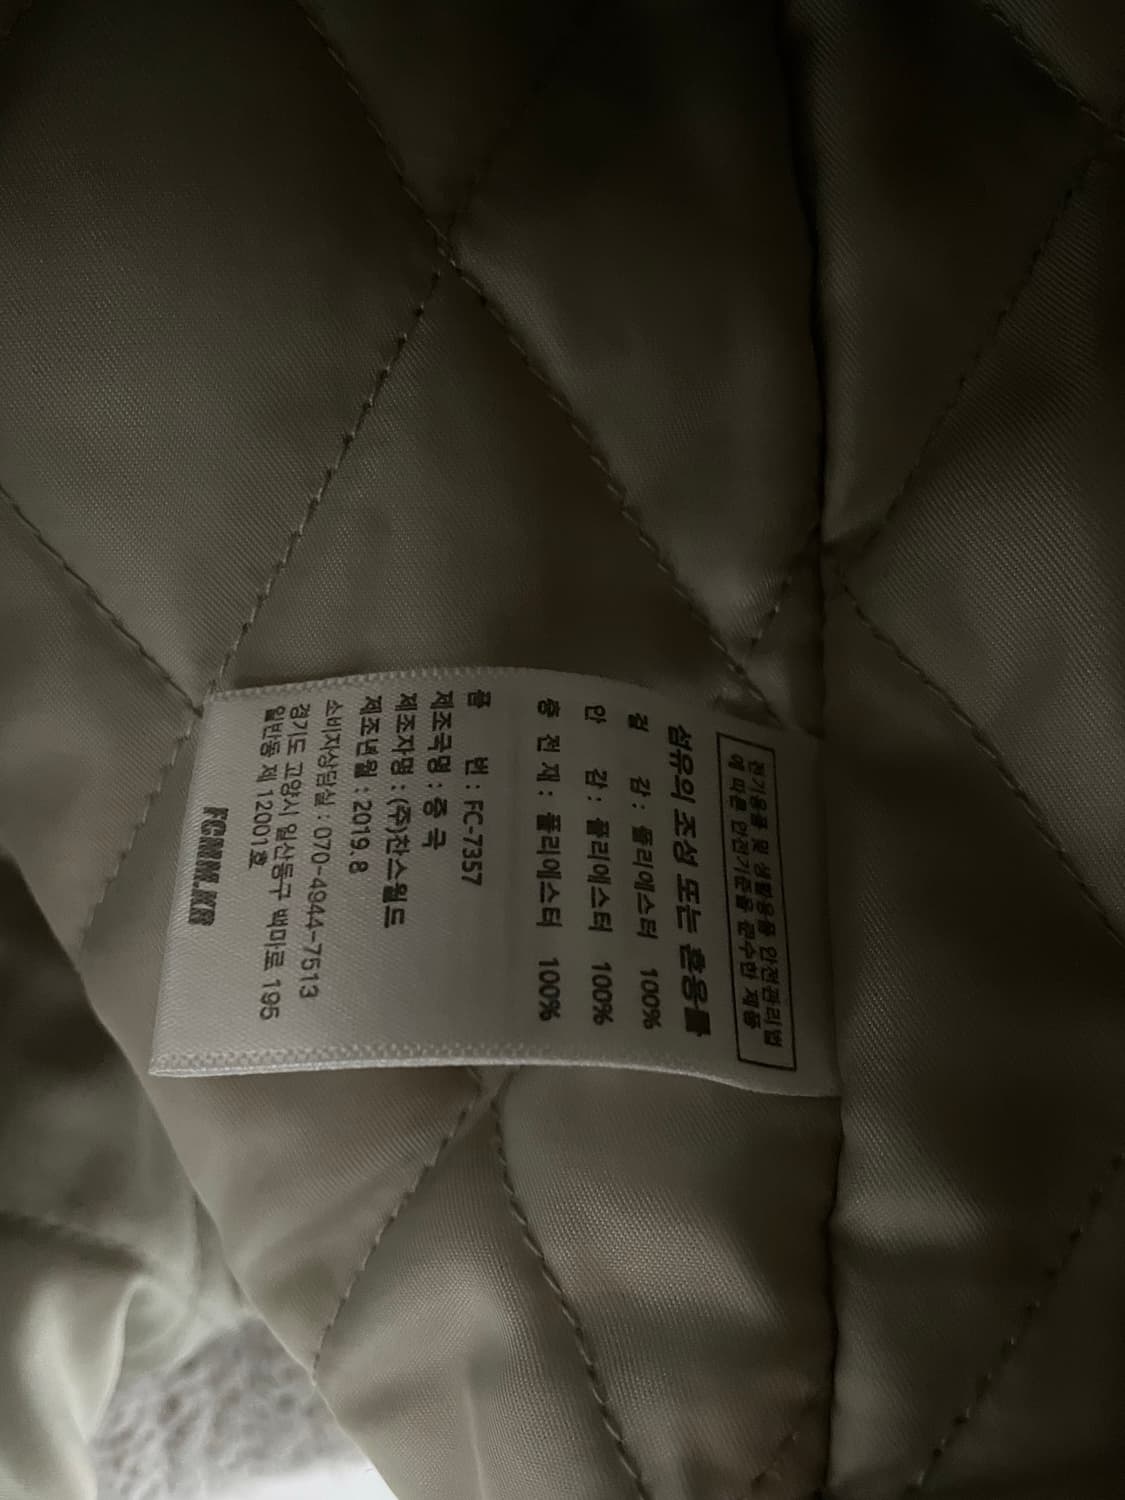 전기용품 및 생활용품 안전관리법
에 따른 안전기준을 준수한 제품
섬유의 조성 또는 혼용률
겉 감 : 폴리에스터 100%
안 감 : 폴리에스터 100%
충 전 재 : 폴리에스터 100%
품 번 : FC-7357
제조국명 : 중 국
제조자명 : (주)찬스월드
제조년월 : 2019. 8
소비자상담실 : 070-4944-7513
경기도 고양시 일산동구 백마로 195
일반동 제 12001호
FCMM.KR